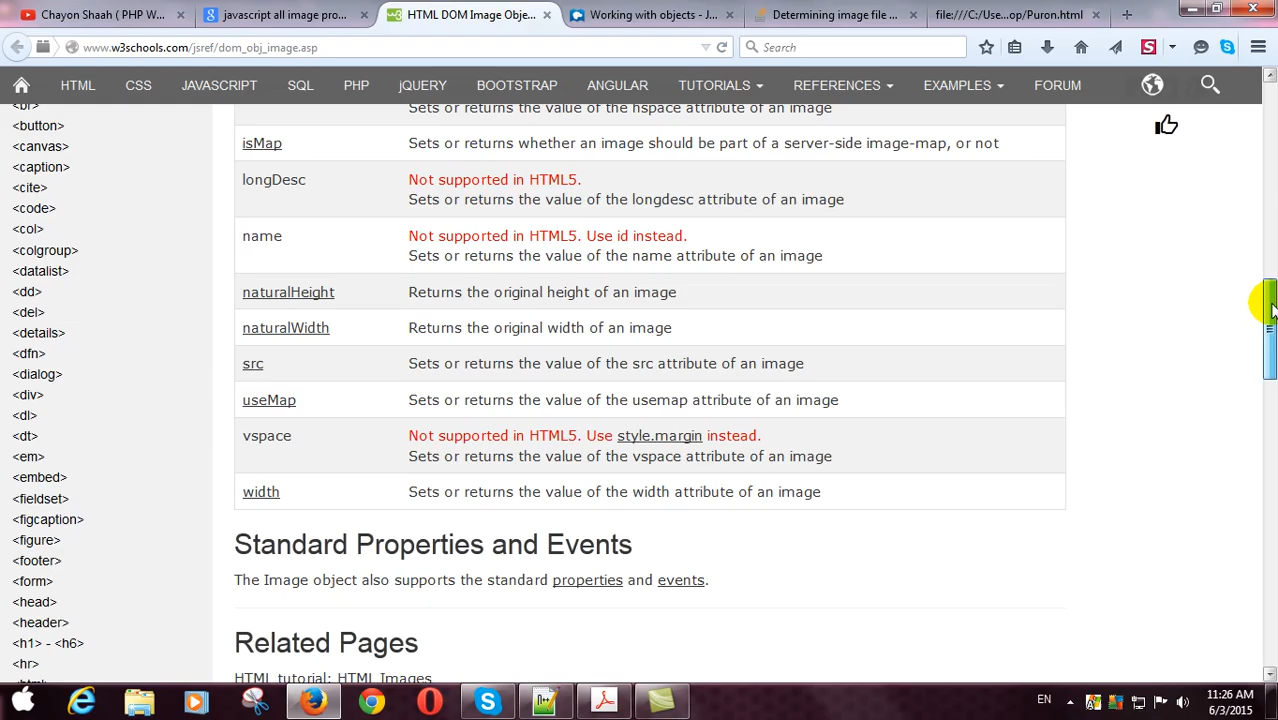 Chayon Shaah ( PHP W...
javascript all image pro...
HTML DOM Image Obje...
Working with objects - J...
Determining image file ...
file:///C:/Use...op/Puron.html
www.w3schools.com/jsref/dom_obj_image.asp
Search
HTML
CSS
JAVASCRIPT
SQL
PHP
jQUERY
BOOTSTRAP
ANGULAR
TUTORIALS
REFERENCES
EXAMPLES
FORUM
<br>
<button>
<canvas>
<caption>
<cite>
<code>
<col>
<colgroup>
<datalist>
<dd>
<del>
<details>
<dfn>
<dialog>
<div>
<dl>
<dt>
<em>
<embed>
<fieldset>
<figcaption>
<figure>
<footer>
<form>
<head>
<header>
<h1> - <h6>
<hr>
Sets or returns the value of the hspace attribute of an image
isMap Sets or returns whether an image should be part of a server-side image-map, or not
longDesc Not supported in HTML5.
Sets or returns the value of the longdesc attribute of an image
name Not supported in HTML5. Use id instead.
Sets or returns the value of the name attribute of an image
naturalHeight Returns the original height of an image
naturalWidth Returns the original width of an image
src Sets or returns the value of the src attribute of an image
useMap Sets or returns the value of the usemap attribute of an image
vspace Not supported in HTML5. Use style.margin instead.
Sets or returns the value of the vspace attribute of an image
width Sets or returns the value of the width attribute of an image
Standard Properties and Events
The Image object also supports the standard properties and events.
Related Pages
HTML tutorial: HTML Images
EN
11:26 AM
6/3/2015